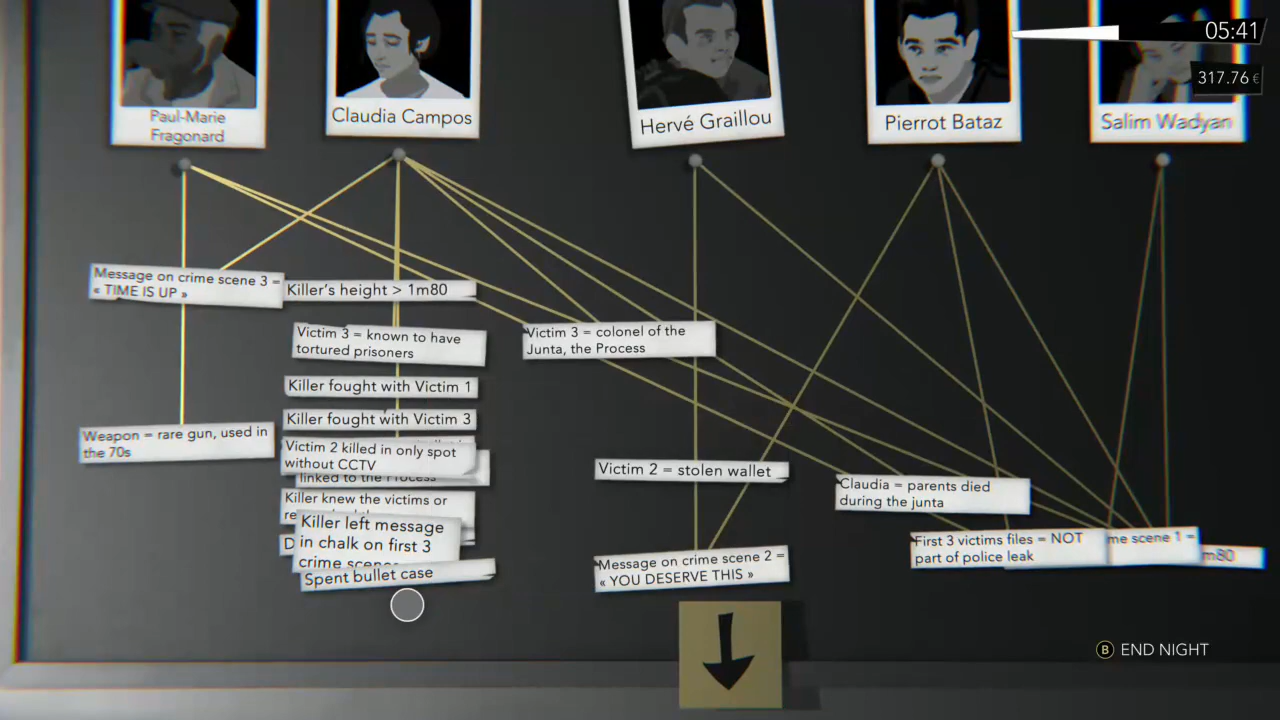 05:41
317.76 €
Paul-Marie
Fragonard
Claudia Campos
Hervé Graillou
Pierrot Bataz
Salim Wadyan
Message on crime scene 3 =
« TIME IS UP »
Killer's height > 1m80
Victim 3 = known to have
tortured prisoners
Victim 3 = colonel of the
Junta, the Process
Killer fought with Victim 1
Killer fought with Victim 3
Weapon = rare gun, used in
the 70s
Victim 2 killed in only spot
without CCTV
linked to the Process
Killer knew the victims or
Killer left message
in chalk on first 3
crime scenes
Spent bullet case
Victim 2 = stolen wallet
Message on crime scene 2 =
« YOU DESERVE THIS »
Claudia = parents died
during the junta
First 3 victims files = NOT
part of police leak
me scene 1 =
m80
B END NIGHT